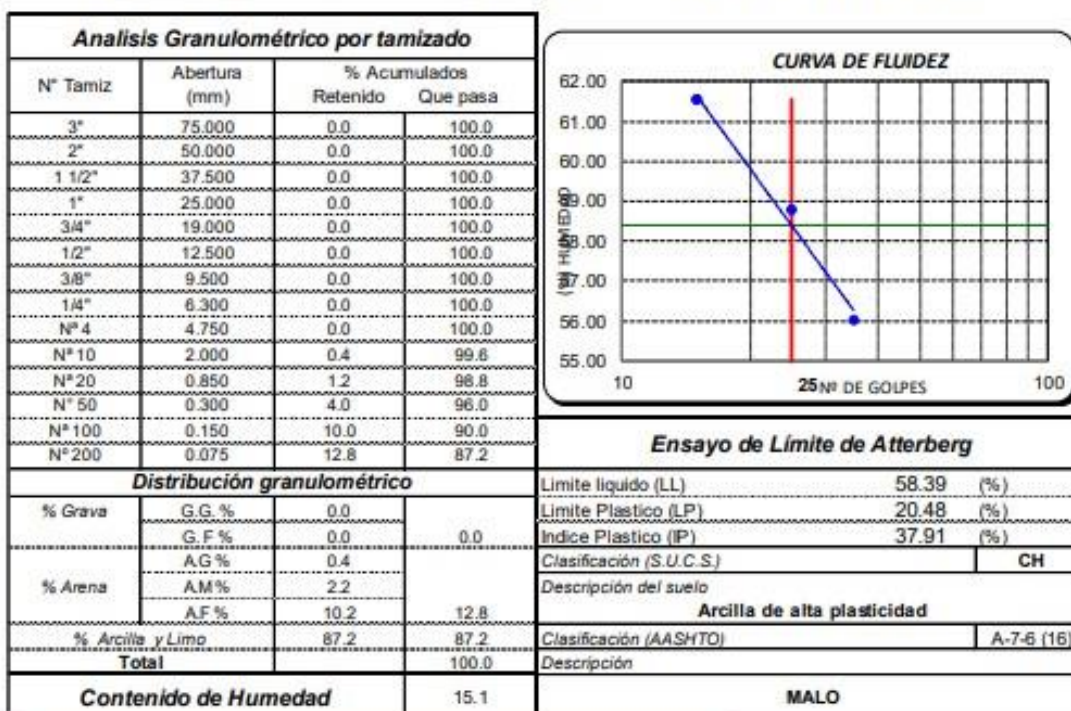 Analisis Granulométrico por tamizado
N° Tamiz Abertura (mm) % Acumulados
Retenido Que pasa
3" 75.000 0.0 100.0
2" 50.000 0.0 100.0
1 1/2" 37.500 0.0 100.0
1" 25.000 0.0 100.0
3/4" 19.000 0.0 100.0
1/2" 12.500 0.0 100.0
3/8" 9.500 0.0 100.0
1/4" 6.300 0.0 100.0
Nª 4 4.750 0.0 100.0
Nª 10 2.000 0.4 99.6
Nª 20 0.850 1.2 98.8
N° 50 0.300 4.0 96.0
Nª 100 0.150 10.0 90.0
Nº 200 0.075 12.8 87.2
Distribución granulométrico
% Grava G.G. % 0.0
G. F % 0.0 0.0
A.G % 0.4
% Arena A.M % 2.2
A.F % 10.2 12.8
% Arcilla y Limo 87.2 87.2
Total 100.0
Contenido de Humedad 15.1
CURVA DE FLUIDEZ
62.00
61.00
60.00
59.00
58.00
57.00
56.00
55.00
(%) HUMEDAD
10 25 Nº DE GOLPES 100
Ensayo de Límite de Atterberg
Limite liquido (LL) 58.39 (%)
Limite Plastico (LP) 20.48 (%)
Indice Plastico (IP) 37.91 (%)
Clasificación (S.U.C.S.) CH
Descripción del suelo
Arcilla de alta plasticidad
Clasificación (AASHTO) A-7-6 (16)
Descripción
MALO